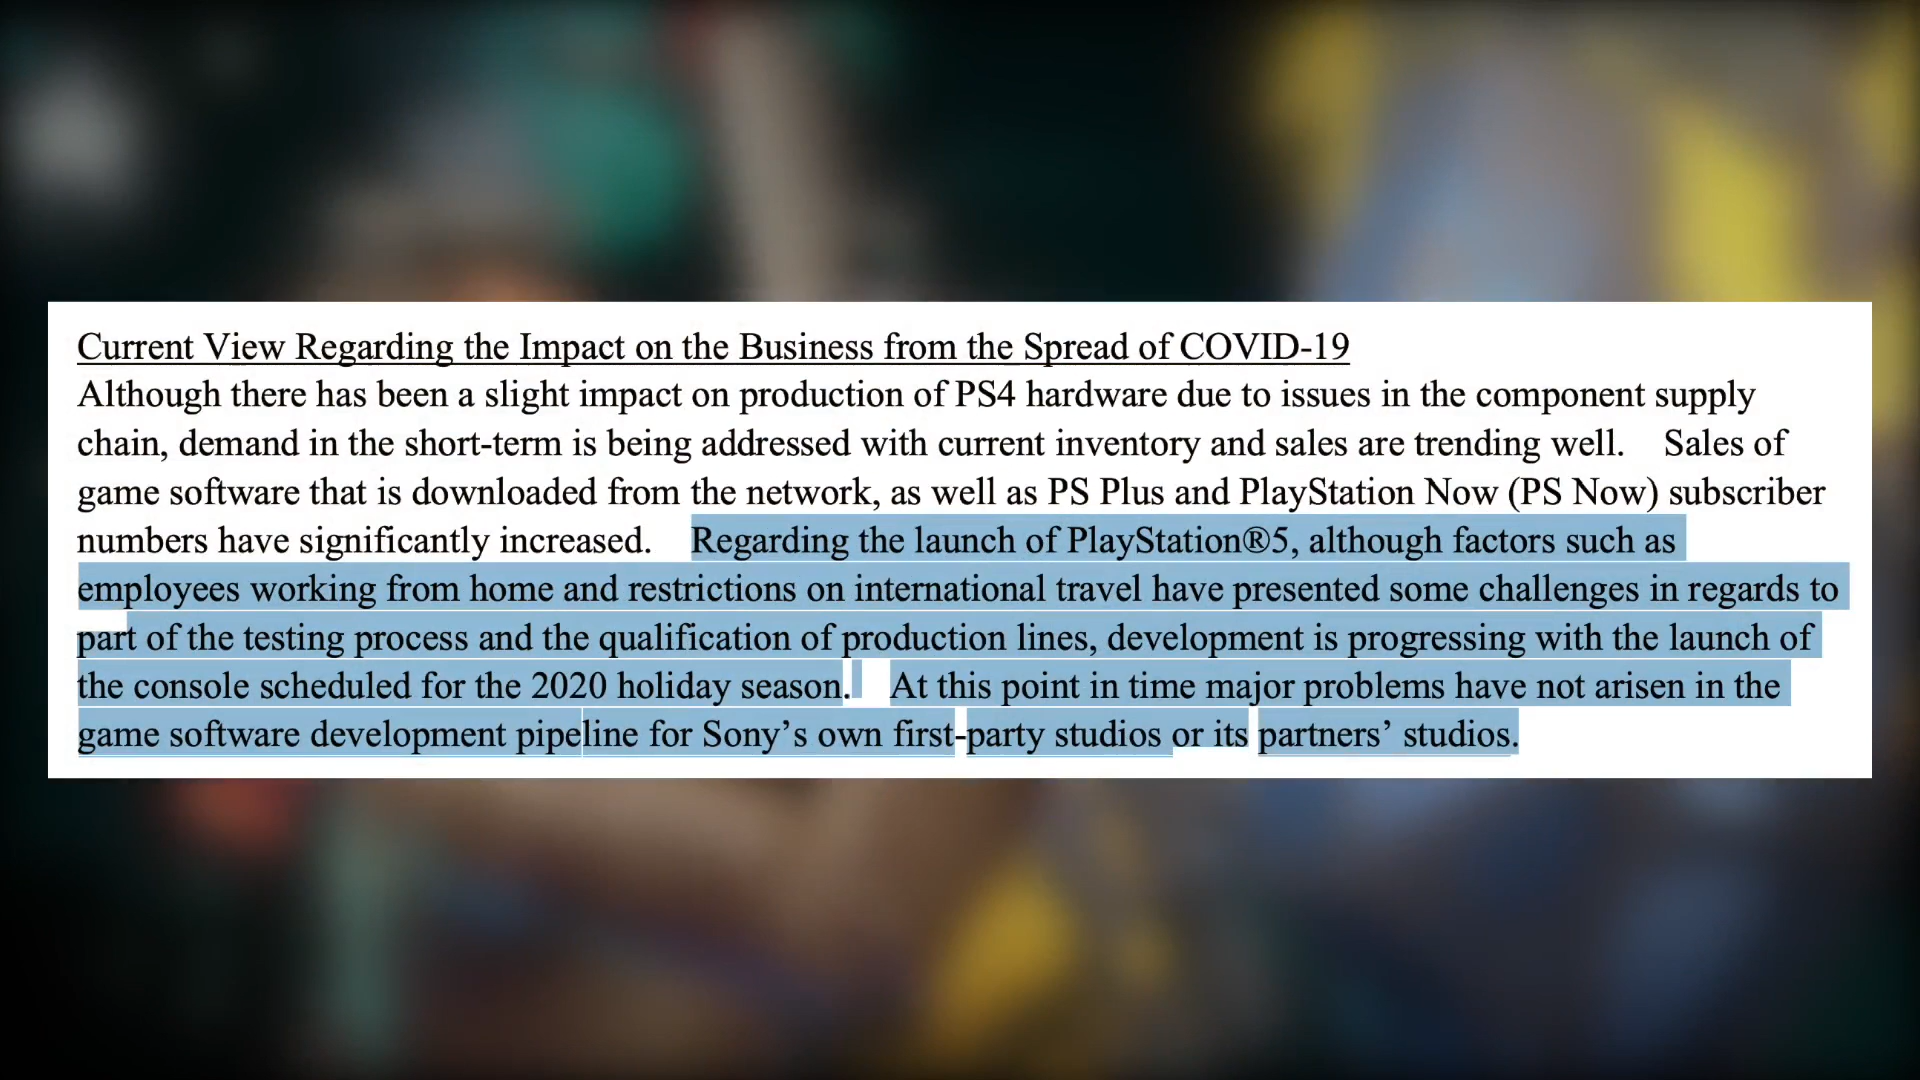 Current View Regarding the Impact on the Business from the Spread of COVID-19
Although there has been a slight impact on production of PS4 hardware due to issues in the component supply
chain, demand in the short-term is being addressed with current inventory and sales are trending well. Sales of
game software that is downloaded from the network, as well as PS Plus and PlayStation Now (PS Now) subscriber
numbers have significantly increased. Regarding the launch of PlayStation®5, although factors such as
employees working from home and restrictions on international travel have presented some challenges in regards to
part of the testing process and the qualification of production lines, development is progressing with the launch of
the console scheduled for the 2020 holiday season. At this point in time major problems have not arisen in the
game software development pipeline for Sony’s own first-party studios or its partners’ studios.